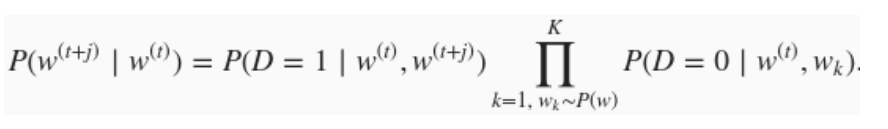 P(w^{(t+j)} | w^{(t)}) = P(D = 1 | w^{(t)}, w^{(t+j)}) ∏_{k=1, w_k∼P(w)}^{K} P(D = 0 | w^{(t)}, w_k).